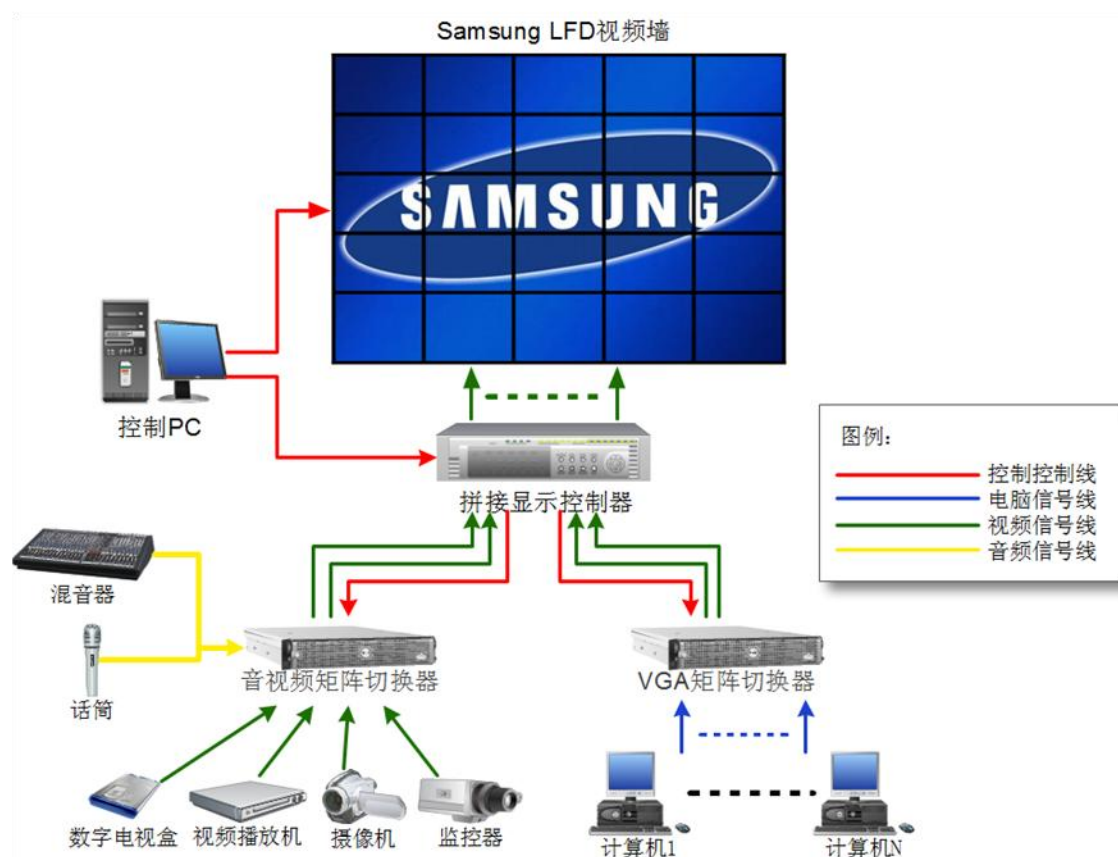 Samsung LFD视频墙
SAMSUNG
控制PC
拼接显示控制器
图例：
控制控制线
电脑信号线
视频信号线
音频信号线
混音器
话筒
音视频矩阵切换器
VGA矩阵切换器
数字电视盒
视频播放机
摄像机
监控器
计算机1
计算机N